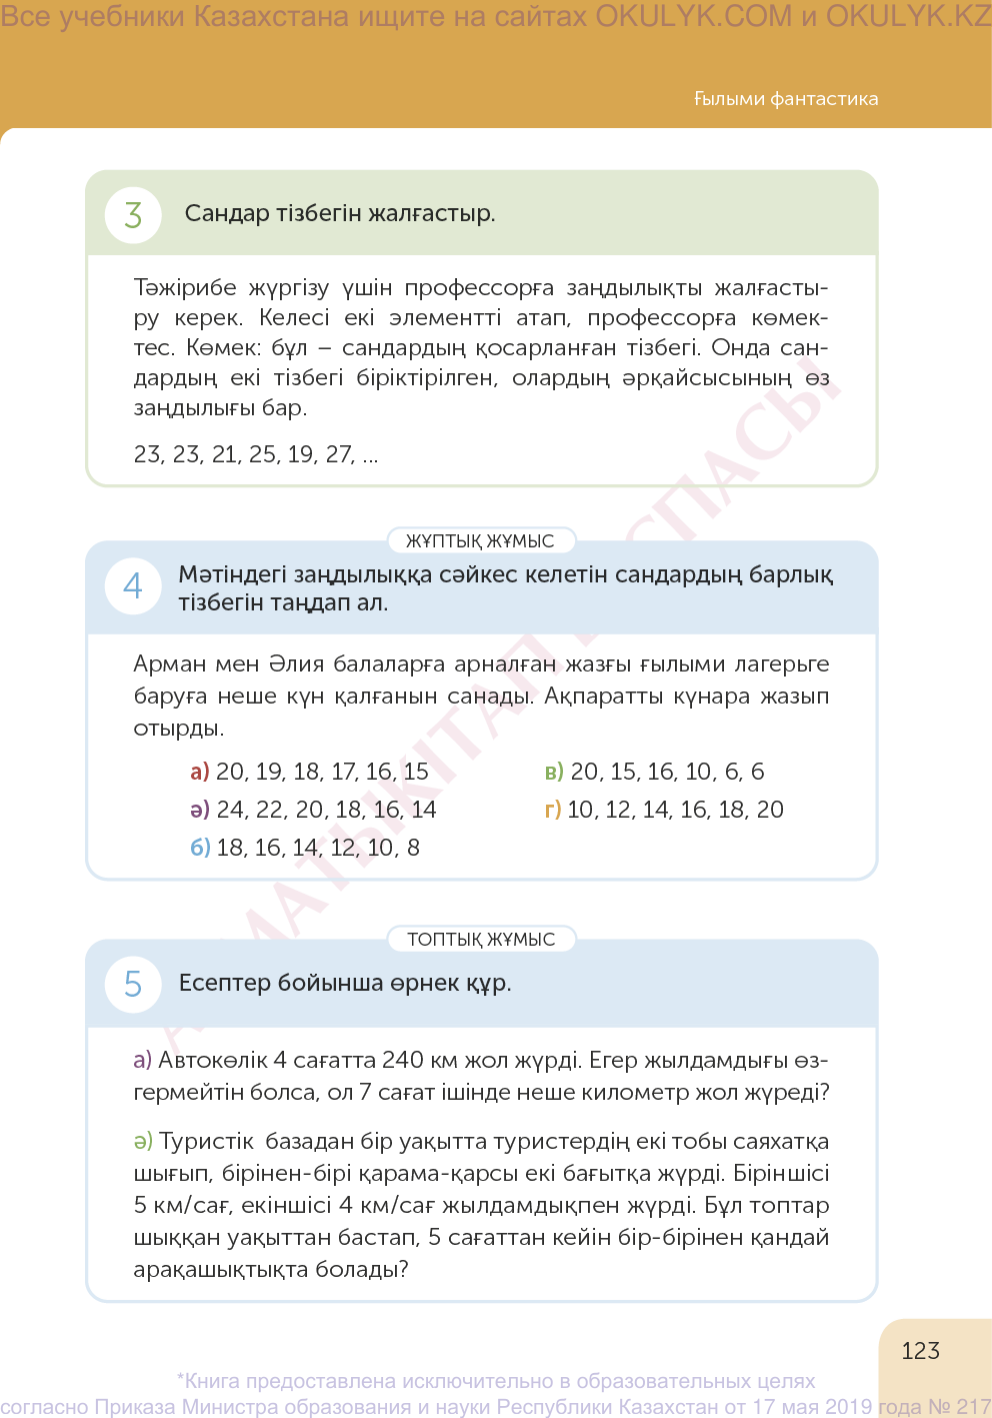 Все учебники Казахстана ищите на сайтах OKULYK.COM и OKULYK.KZ
Ғылыми фантастика
3
Сандар тізбегін жалғастыр.
Тәжірибе жүргізу үшін профессорға заңдылықты жалғасты-
ру керек. Келесі екі элементті атап, профессорға көмек-
тес. Көмек: бұл – сандардың қосарланған тізбегі. Онда сан-
дардың екі тізбегі біріктірілген, олардың әрқайсысының өз
заңдылығы бар.
23, 23, 21, 25, 19, 27, ...
ЖҰПТЫҚ ЖҰМЫС
4
Мәтіндегі заңдылыққа сәйкес келетін сандардың барлық
тізбегін таңдап ал.
Арман мен Әлия балаларға арналған жазғы ғылыми лагерьге
баруға неше күн қалғанын санады. Ақпаратты күнара жазып
отырды.
а) 20, 19, 18, 17, 16, 15
ә) 24, 22, 20, 18, 16, 14
б) 18, 16, 14, 12, 10, 8
в) 20, 15, 16, 10, 6, 6
г) 10, 12, 14, 16, 18, 20
ТОПТЫҚ ЖҰМЫС
5
Есептер бойынша өрнек құр.
а) Автокөлік 4 сағатта 240 км жол жүрді. Егер жылдамдығы өз-
гермейтін болса, ол 7 сағат ішінде неше километр жол жүреді?
ә) Туристік базадан бір уақытта туристердің екі тобы саяхатқа
шығып, бірінен-бірі қарама-қарсы екі бағытқа жүрді. Біріншісі
5 км/сағ, екіншісі 4 км/сағ жылдамдықпен жүрді. Бұл топтар
шыққан уақыттан бастап, 5 сағаттан кейін бір-бірінен қандай
арақашықтықта болады?
123
*Книга предоставлена исключительно в образовательных целях
согласно Приказа Министра образования и науки Республики Казахстан от 17 мая 2019 года № 217